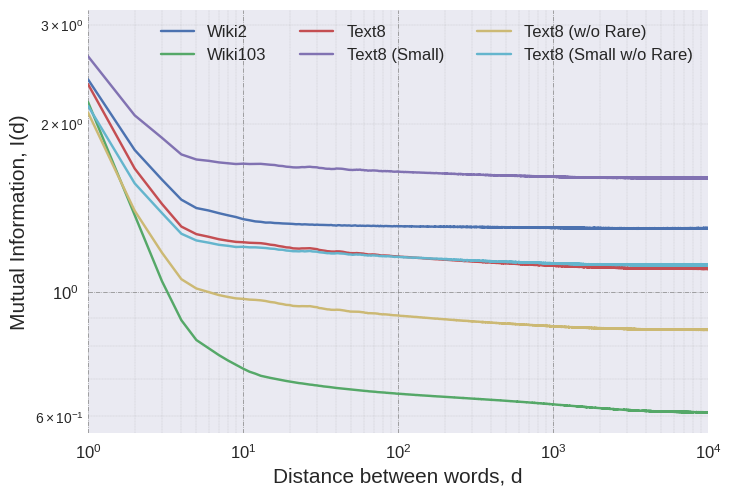 3 × 10⁰
Wiki2 Text8 Text8 (w/o Rare)
Wiki103 Text8 (Small) Text8 (Small w/o Rare)
2 × 10⁰
Mutual Information, I(d)
10⁰
6 × 10⁻¹
10⁰ 10¹ 10² 10³ 10⁴
Distance between words, d